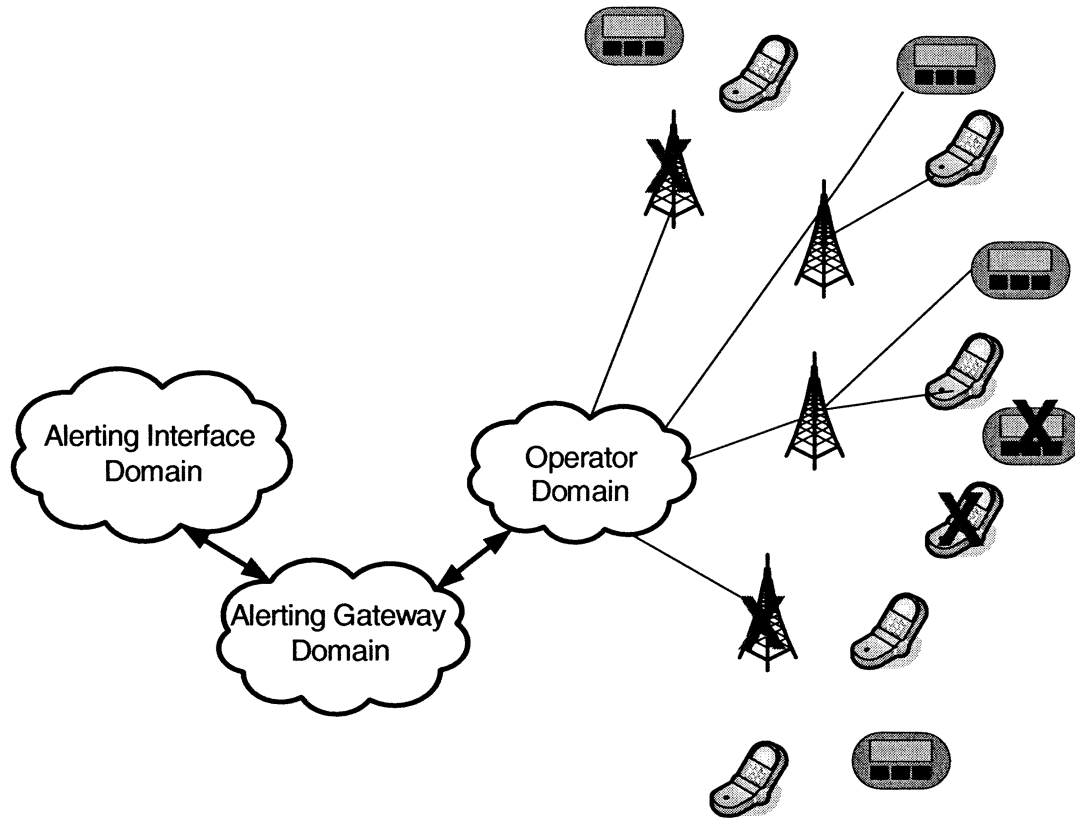 Alerting Interface
Domain
Operator
Domain
Alerting Gateway
Domain
X
X
X
X